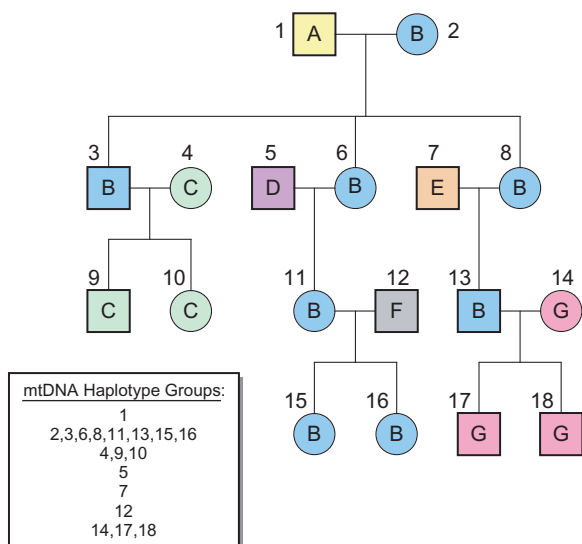 1 A B 2
3 4 5 6 7 8
B C D B E B
9 10 11 12 13 14
C C B F B G
15 16 17 18
B B G G
mtDNA Haplotype Groups:
1
2,3,6,8,11,13,15,16
4,9,10
5
7
12
14,17,18